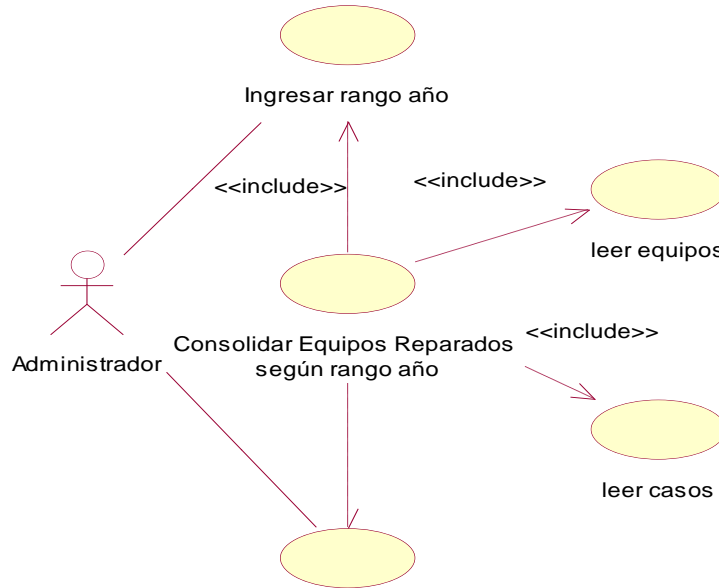 Ingresar rango año
<<include>>
<<include>>
leer equipos
Administrador
Consolidar Equipos Reparados
según rango año
<<include>>
leer casos